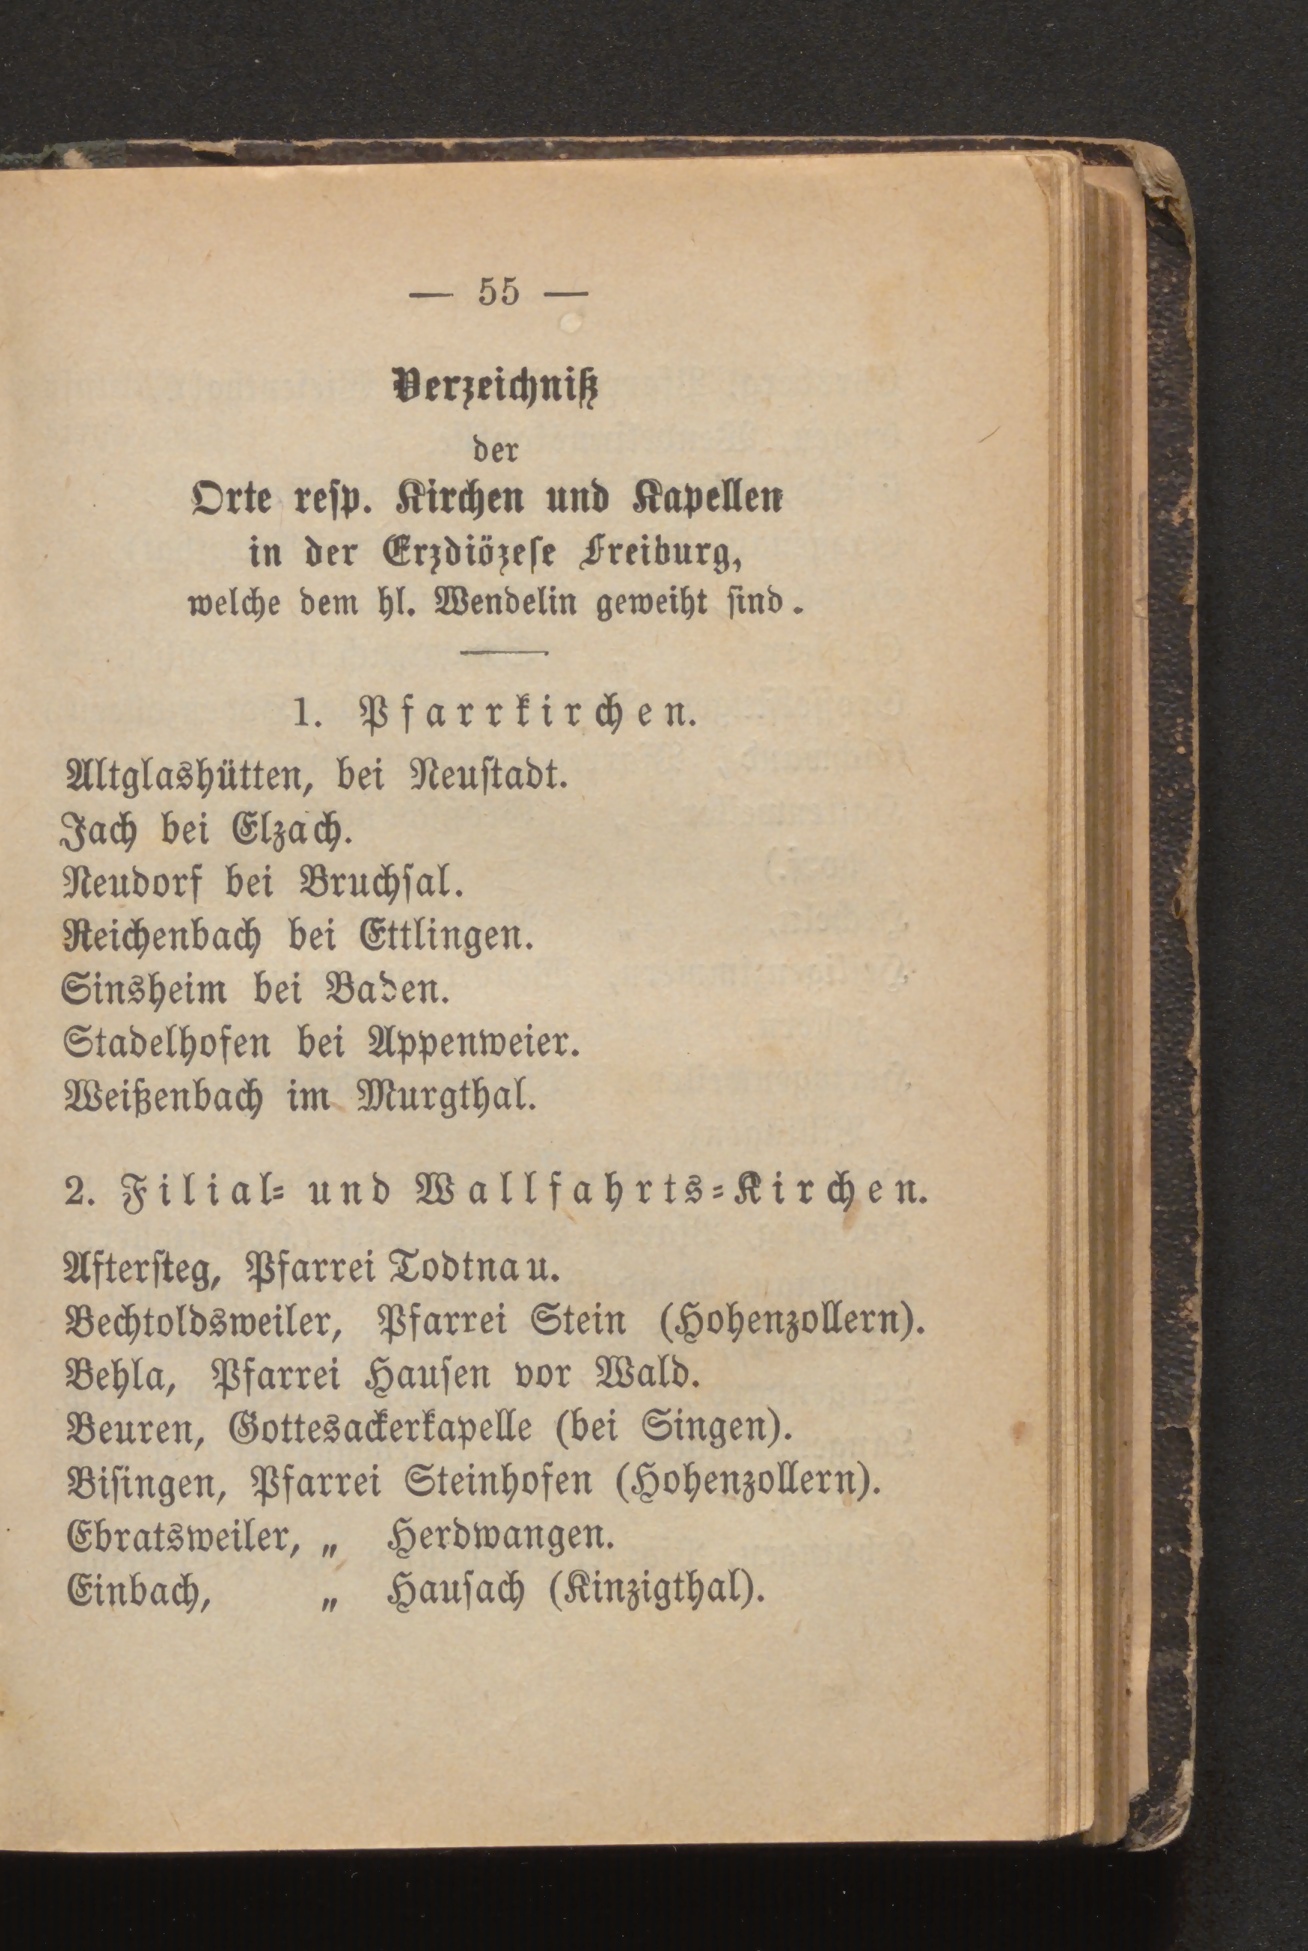 — 55 —
Verzeichniß
der
Orte resp. Kirchen und Kapellen
in der Erzdiözese Freiburg,
welche dem hl. Wendelin geweiht sind.
1. Pfarrkirchen.
Altglashütten, bei Neustadt.
Jach bei Elzach.
Neudorf bei Bruchsal.
Reichenbach bei Ettlingen.
Sinsheim bei Baden.
Stadelhofen bei Appenweier.
Weißenbach im Murgthal.
2. Filial- und Wallfahrts-Kirchen.
Aftersteg, Pfarrei Todtnau.
Bechtoldsweiler, Pfarrei Stein (Hohenzollern).
Behla, Pfarrei Hausen vor Wald.
Beuren, Gottesackerkapelle (bei Singen).
Bisingen, Pfarrei Steinhofen (Hohenzollern).
Ebratsweiler, „ Herdwangen.
Einbach, „ Hausach (Kinzigthal).